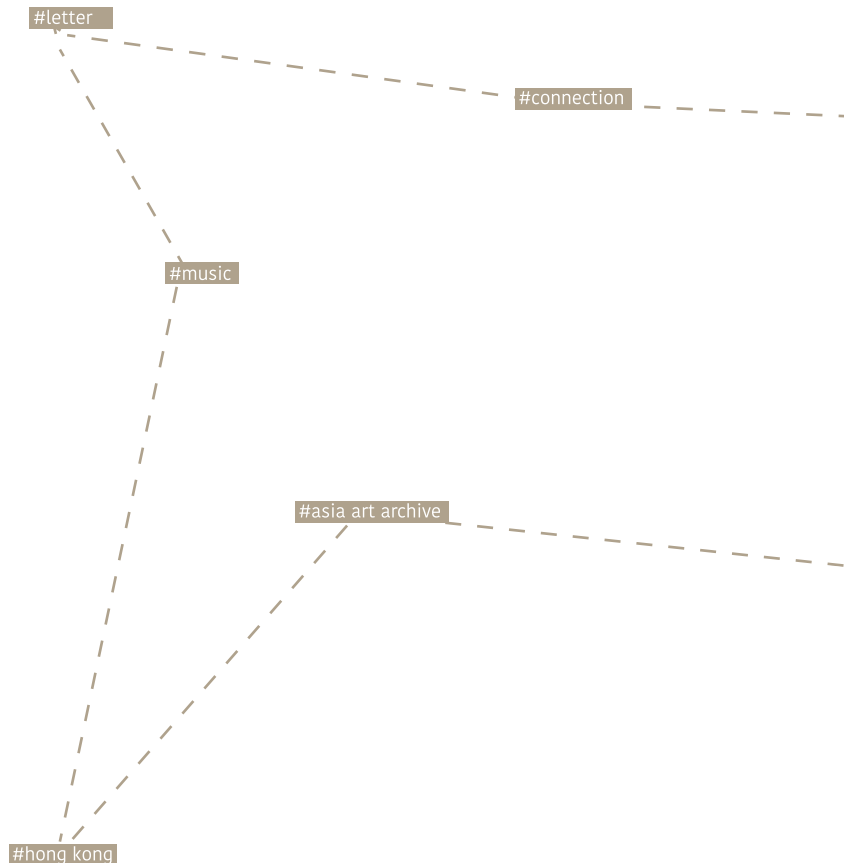 #letter
#connection
#music
#asia art archive
#hong kong